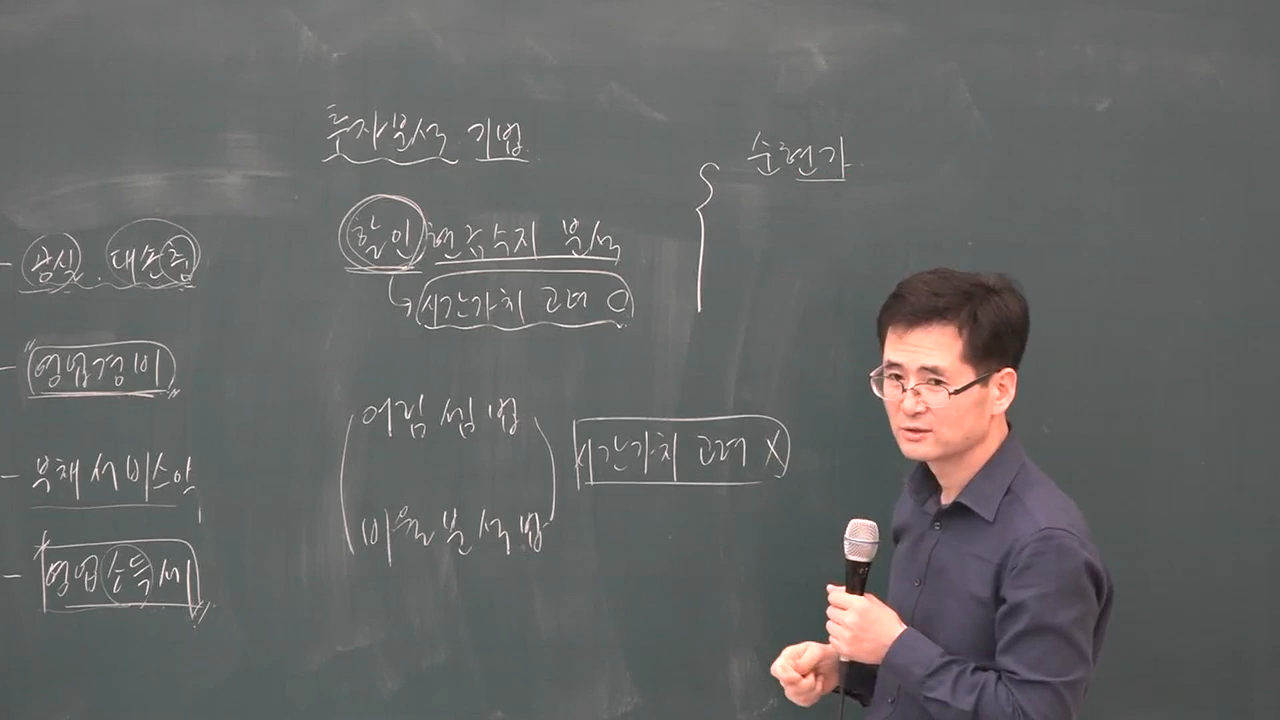 - 공실. 대손충
- "영업경비"
- 부채서비스액
- 영업소득세"
투자분석 기법
할인 현금수지 분석
시간가치 고려 O
어림셈법
비율분석법
시간가치 고려 X
순현가